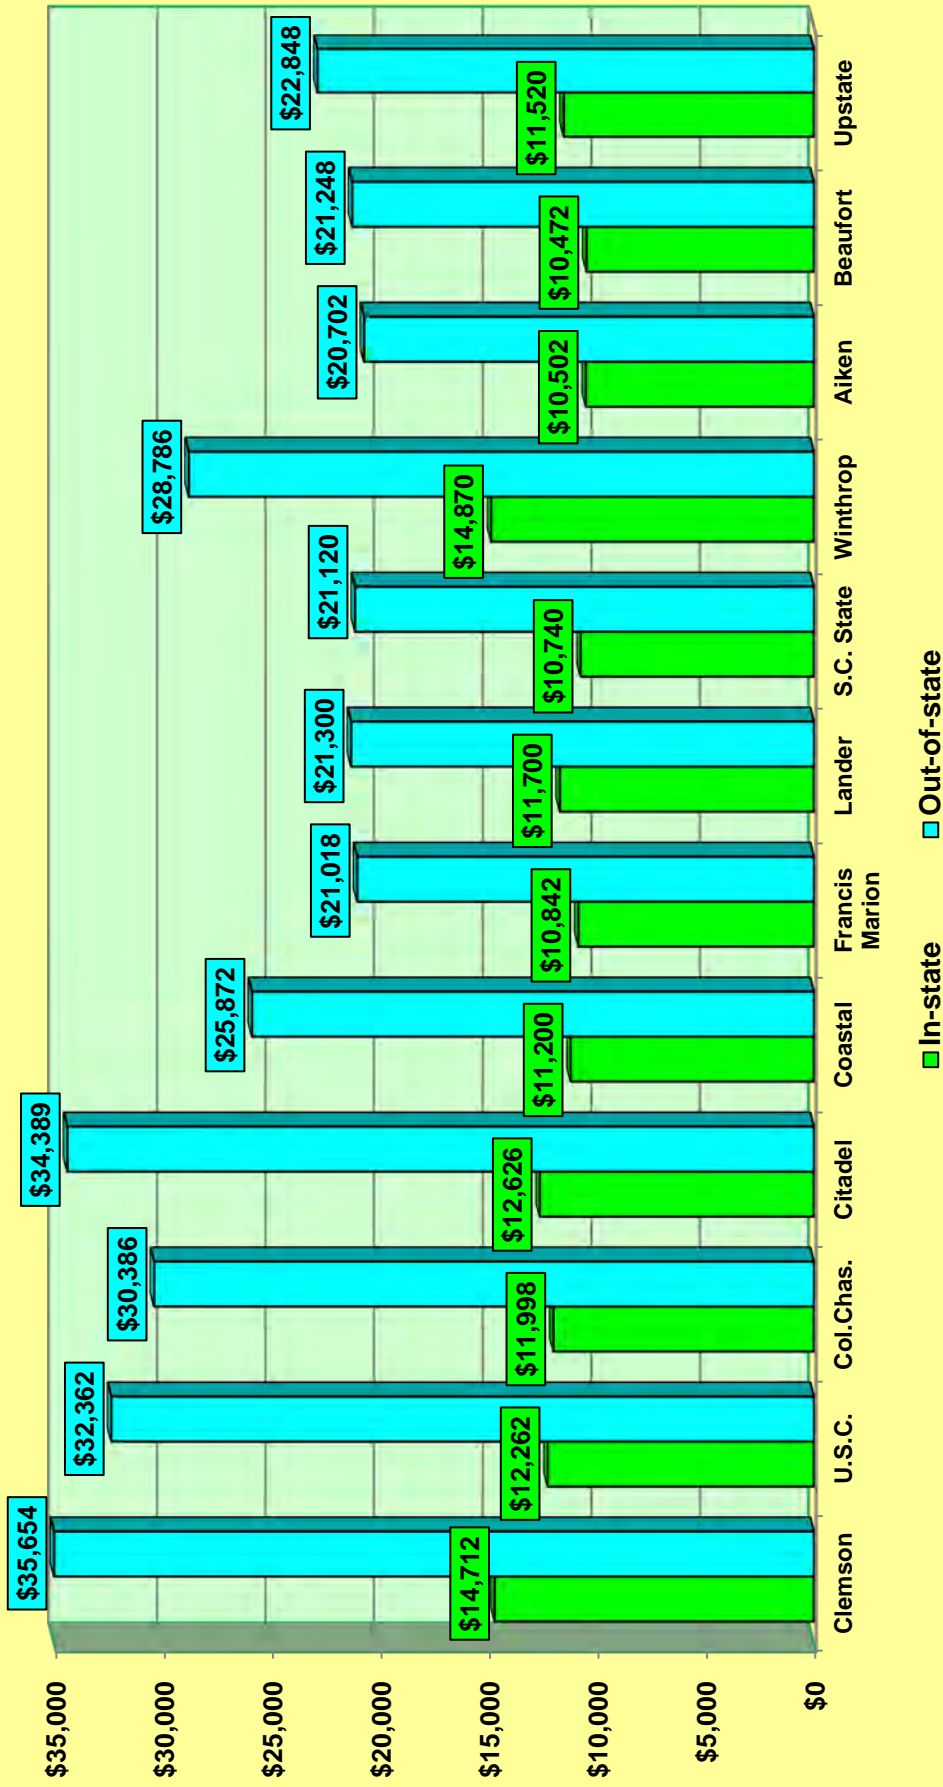 $35,000
$30,000
$25,000
$20,000
$15,000
$10,000
$5,000
$0
$35,654
$14,712
$32,362
$12,262
$30,386
$11,998
$34,389
$12,626
$25,872
$11,200
$21,018
$10,842
$21,300
$11,700
$21,120
$10,740
$28,786
$14,870
$20,702
$10,502
$21,248
$10,472
$22,848
$11,520
Clemson
U.S.C.
Col.Chas.
Citadel
Coastal
Francis
Marion
Lander
S.C. State
Winthrop
Aiken
Beaufort
Upstate
In-state
Out-of-state